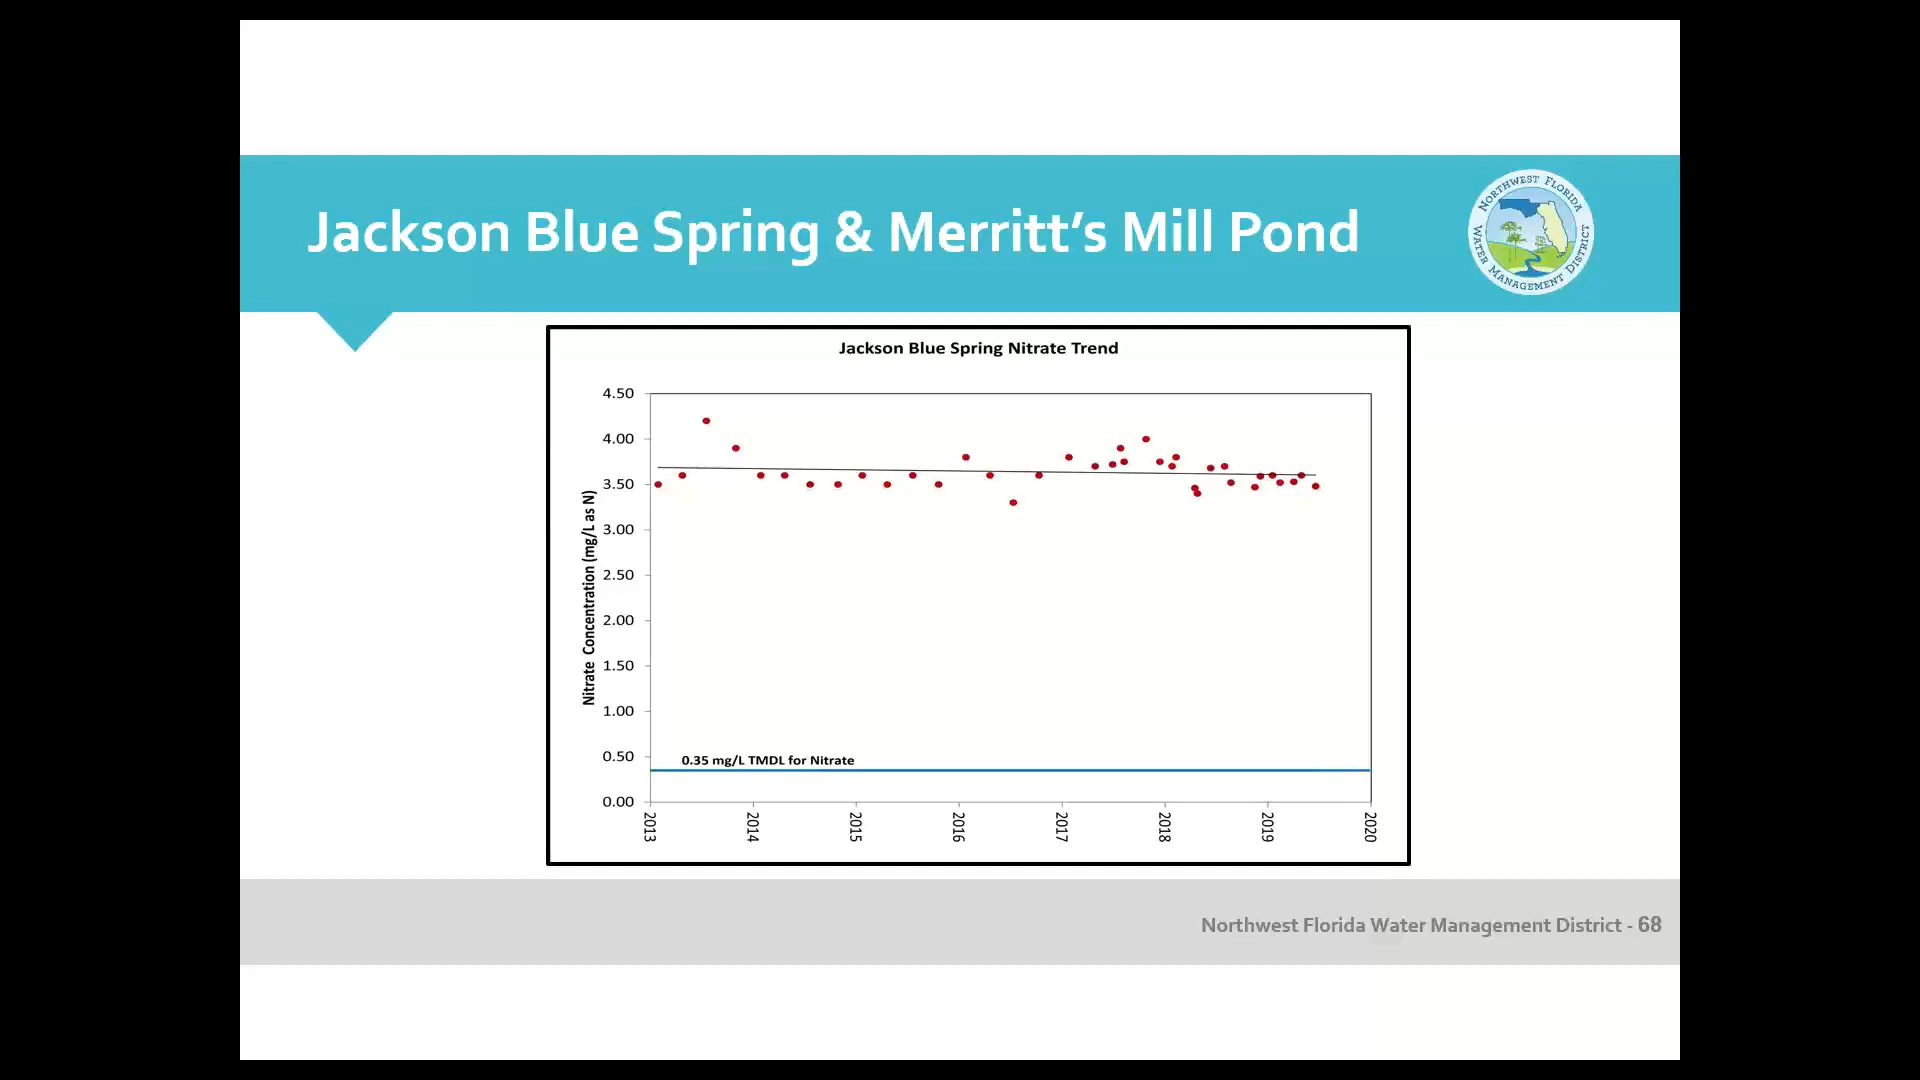 Jackson Blue Spring & Merritt’s Mill Pond
NORTHWEST FLORIDA
WATER MANAGEMENT DISTRICT
Jackson Blue Spring Nitrate Trend
Nitrate Concentration (mg/L as N)
4.50
4.00
3.50
3.00
2.50
2.00
1.50
1.00
0.50
0.00
0.35 mg/L TMDL for Nitrate
2013
2014
2015
2016
2017
2018
2019
2020
Northwest Florida Water Management District - 68